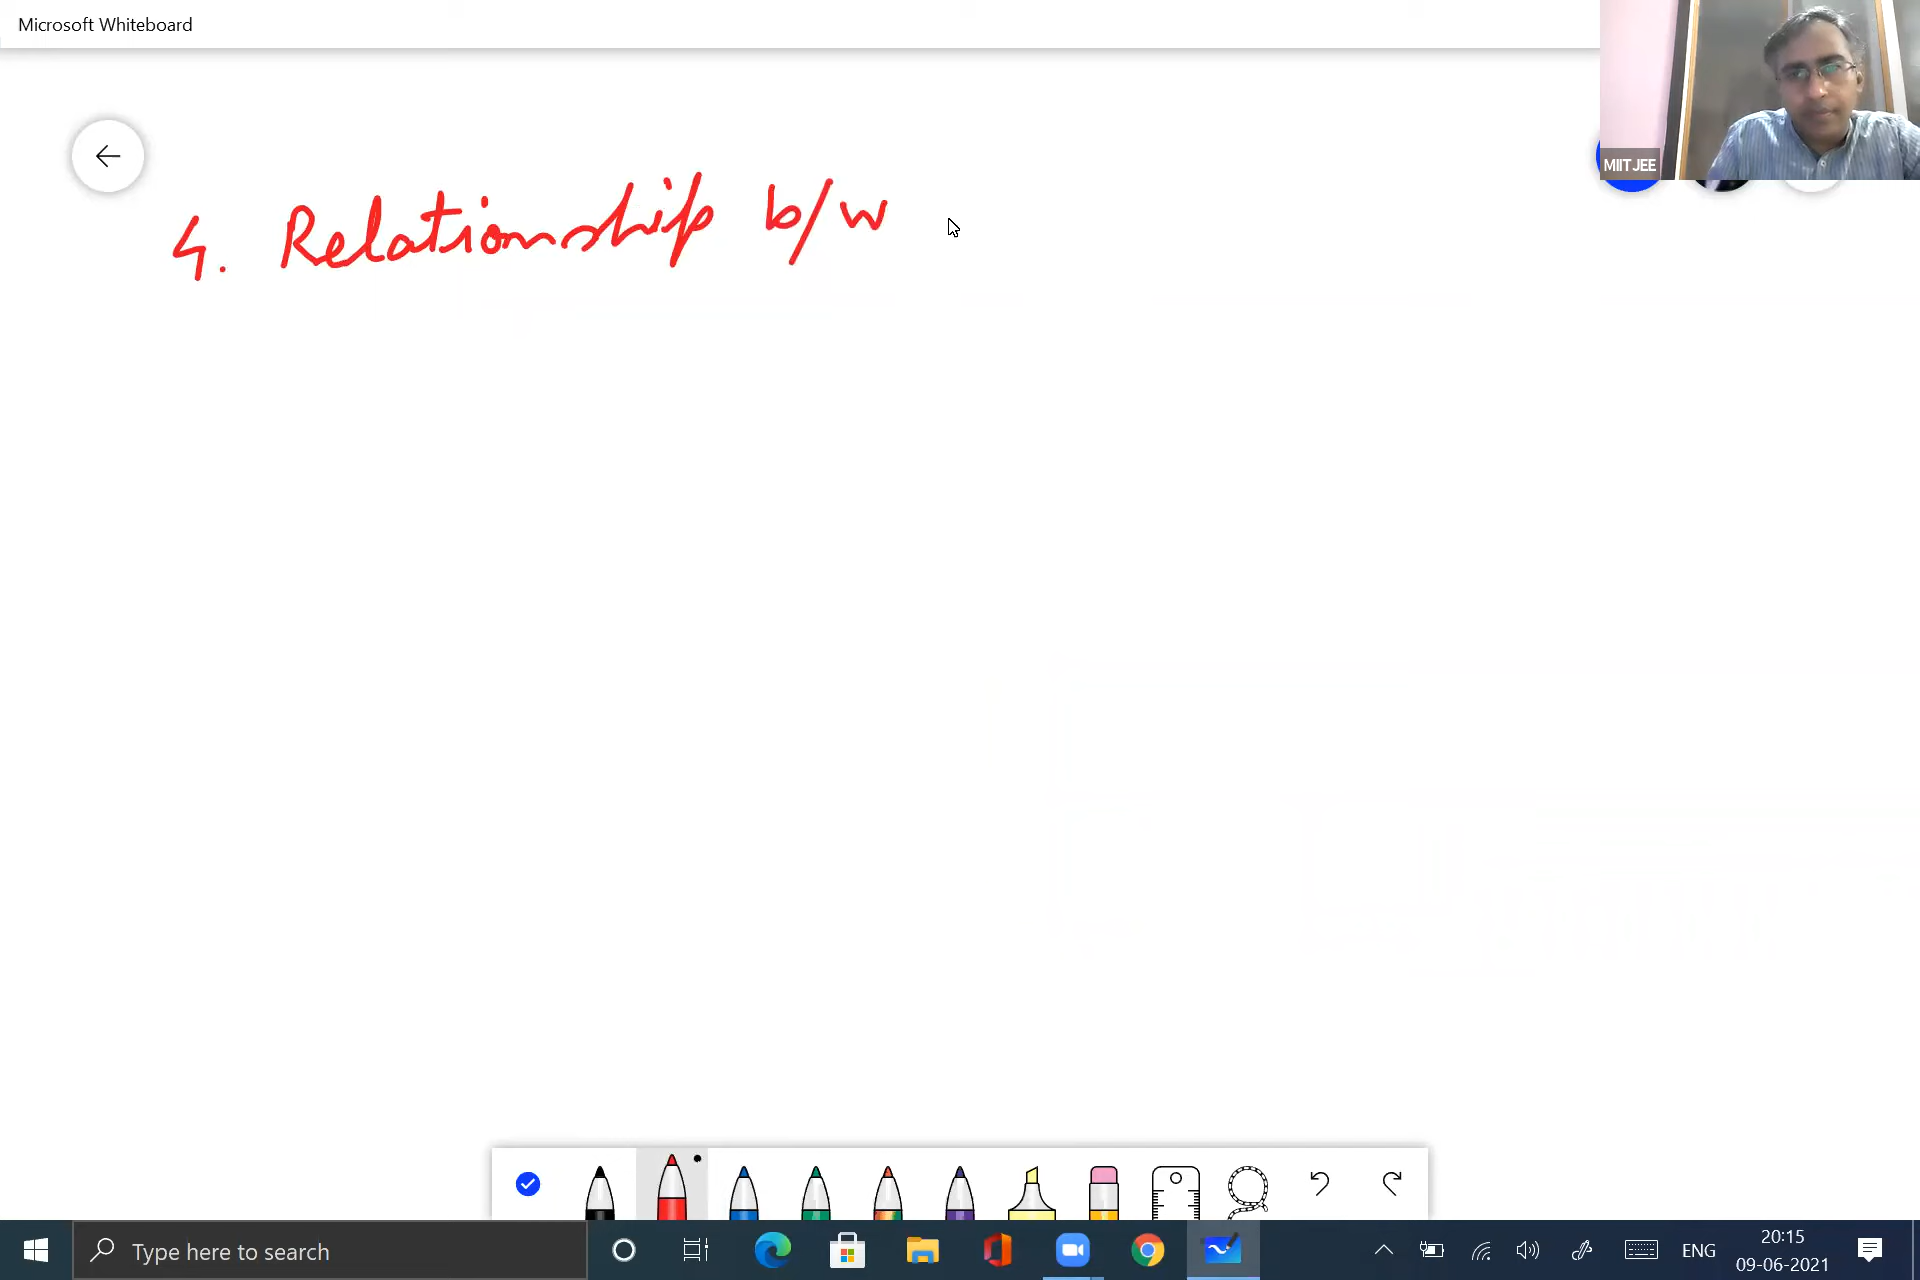 Microsoft Whiteboard
MIIT JEE
4. Relationship b/w
Type here to search
ENG
20:15
09-06-2021